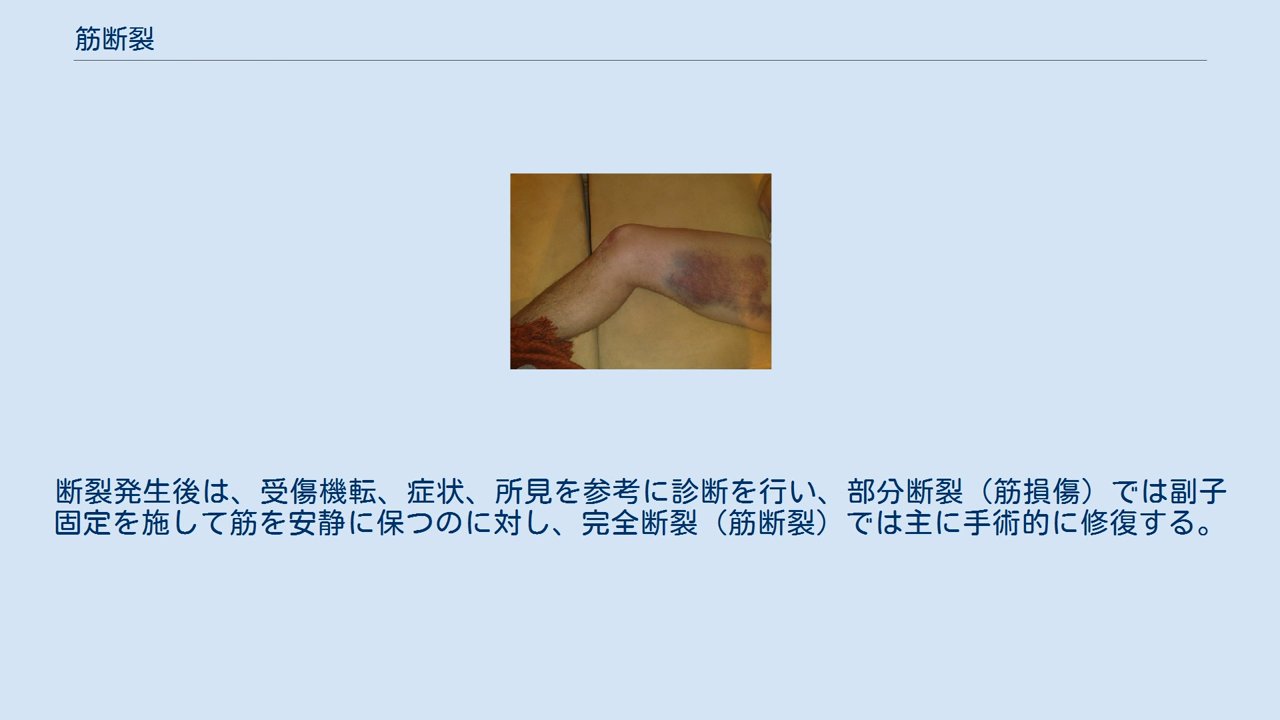 筋断裂
断裂発生後は、受傷機転、症状、所見を参考に診断を行い、部分断裂（筋損傷）では副子
固定を施して筋を安静に保つのに対し、完全断裂（筋断裂）では主に手術的に修復する。